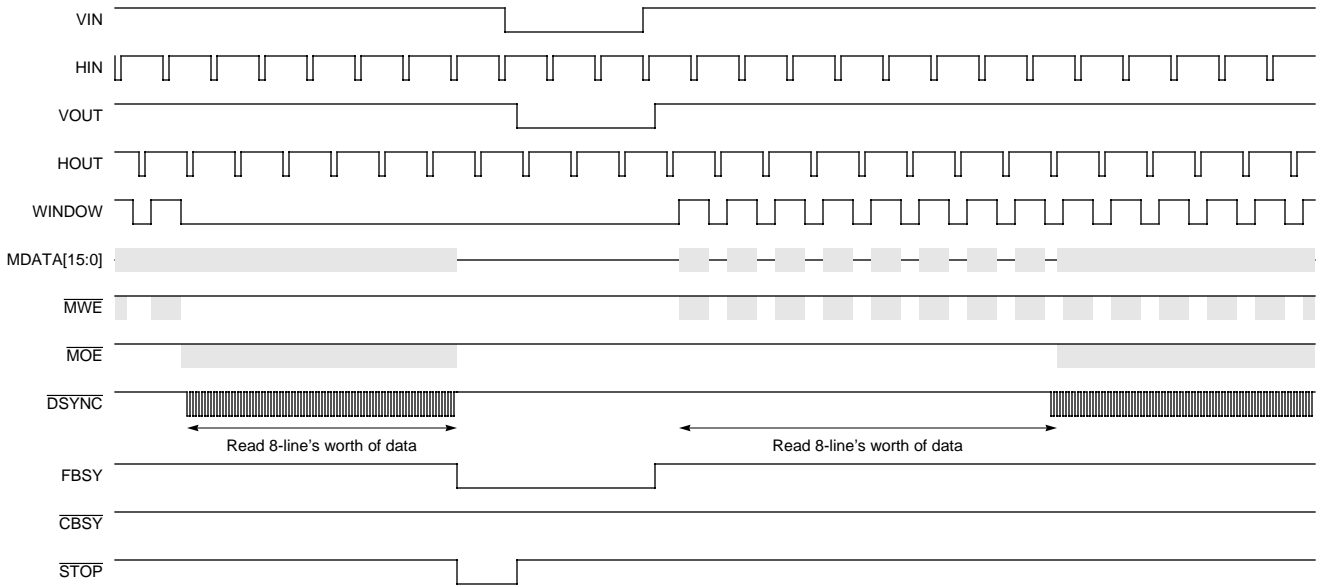 VIN
HIN
VOUT
HOUT
WINDOW
MDATA[15:0]
MWE
MOE
DSYNC
Read 8-line's worth of data
Read 8-line's worth of data
FBSY
CBSY
STOP